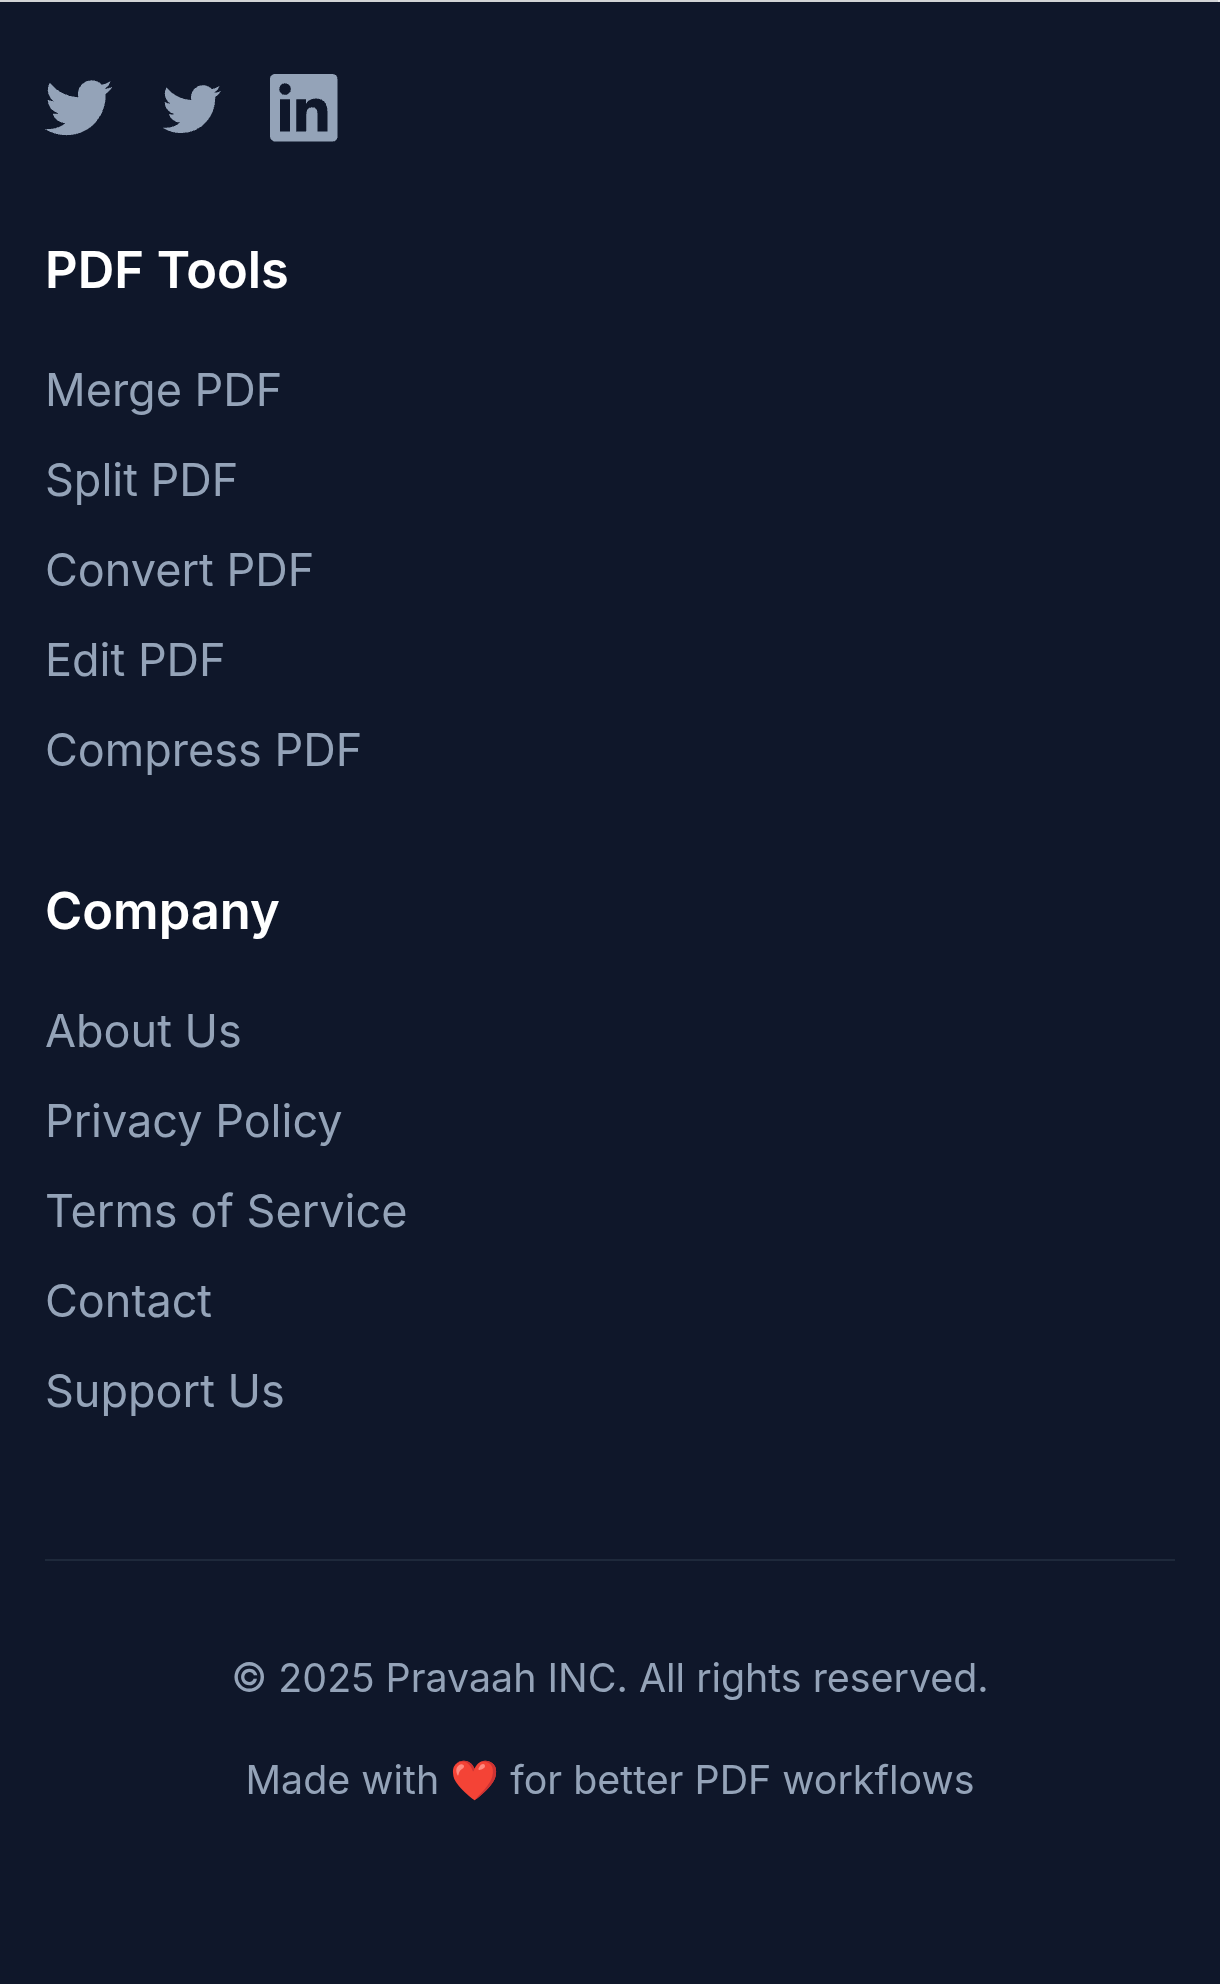 in
PDF Tools
Merge PDF
Split PDF
Convert PDF
Edit PDF
Compress PDF
Company
About Us
Privacy Policy
Terms of Service
Contact
Support Us
© 2025 Pravaah INC. All rights reserved.
Made with ❤️ for better PDF workflows